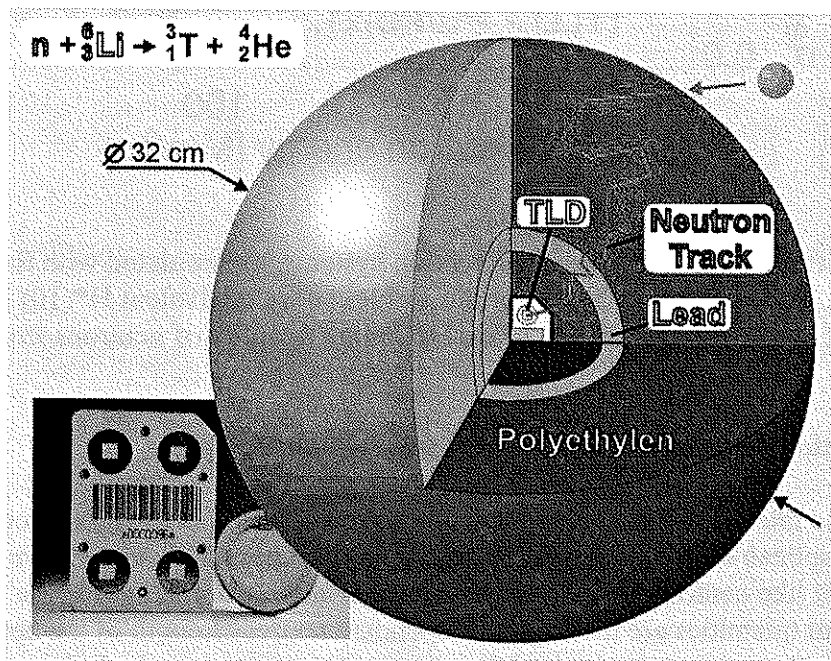 n + ⁶₃Li → ³₁T + ⁴₂He
Ø 32 cm
TLD
Neutron
Track
Lead
Polyethylen